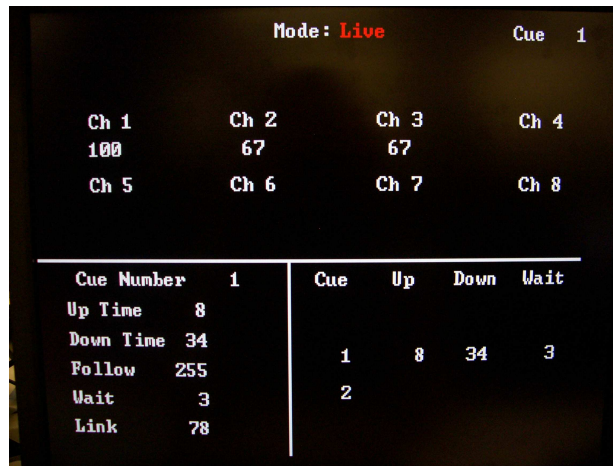 Mode: Live Cue 1
Ch 1 Ch 2 Ch 3 Ch 4
100 67 67
Ch 5 Ch 6 Ch 7 Ch 8
Cue Number 1
Up Time 8
Down Time 34
Follow 255
Wait 3
Link 78
Cue Up Down Wait
1 8 34 3
2